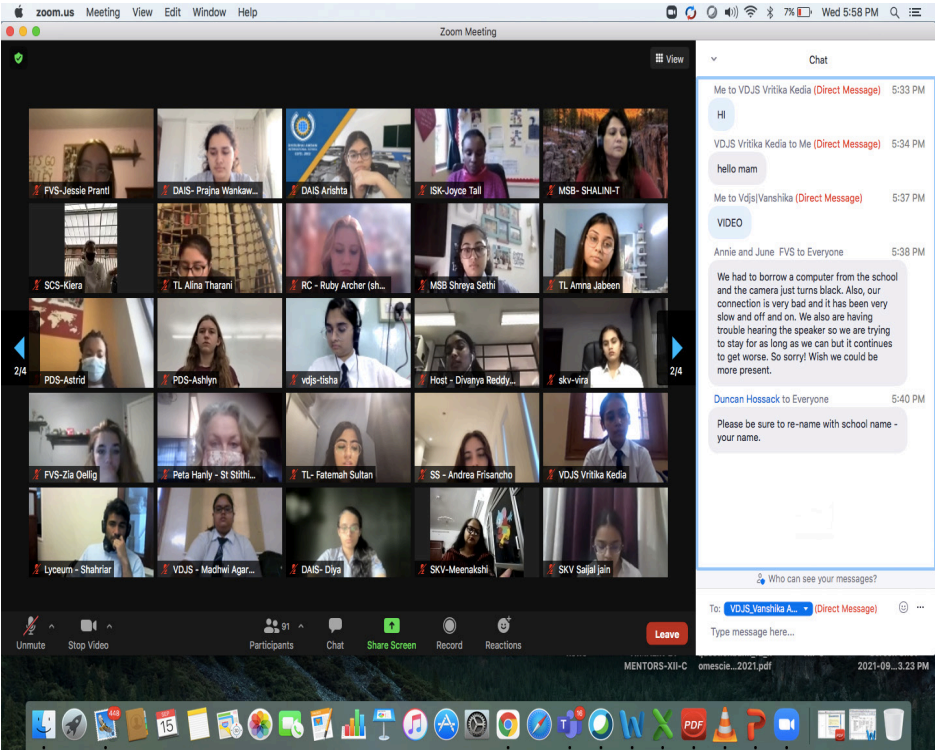 zoom.us Meeting View Edit Window Help
7% Wed 5:58 PM
Zoom Meeting
View
FVS-Jessie Prantl
DAIS- Prajna Wankaw...
DAIS Arishta
ISK-Joyce Tall
MSB- SHALINI-T
SCS-Kiera
TL Alina Tharani
RC - Ruby Archer (sh...
MSB Shreya Sethi
TL Amna Jabeen
2/4
2/4
PDS-Astrid
PDS-Ashlyn
vdjs-tisha
Host - Divanya Reddy...
skv-vira
FVS-Zia Oellig
Peta Hanly - St Stithi...
TL- Fatemah Sultan
SS - Andrea Frisancho
VDJS Vritika Kedia
Lyceum - Shahriar
VDJS - Madhwi Agar...
DAIS- Diya
SKV-Meenakshi
SKV Saijal jain
Unmute
Stop Video
91
Participants
Chat
Share Screen
Record
Reactions
Leave
Chat
Me to VDJS Vritika Kedia (Direct Message) 5:33 PM
HI
VDJS Vritika Kedia to Me (Direct Message) 5:34 PM
hello mam
Me to Vdjs|Vanshika (Direct Message) 5:37 PM
VIDEO
Annie and June FVS to Everyone 5:38 PM
We had to borrow a computer from the school
and the camera just turns black. Also, our
connection is very bad and it has been very
slow and off and on. We also are having
trouble hearing the speaker so we are trying
to stay for as long as we can but it continues
to get worse. So sorry! Wish we could be
more present.
Duncan Hossack to Everyone 5:40 PM
Please be sure to re-name with school name -
your name.
Who can see your messages?
To: VDJS_Vanshika A... (Direct Message)
Type message here...
MENTORS-XII-C omescie...2021.pdf 2021-09...3.23 PM
448
SEP
15
16
PDF